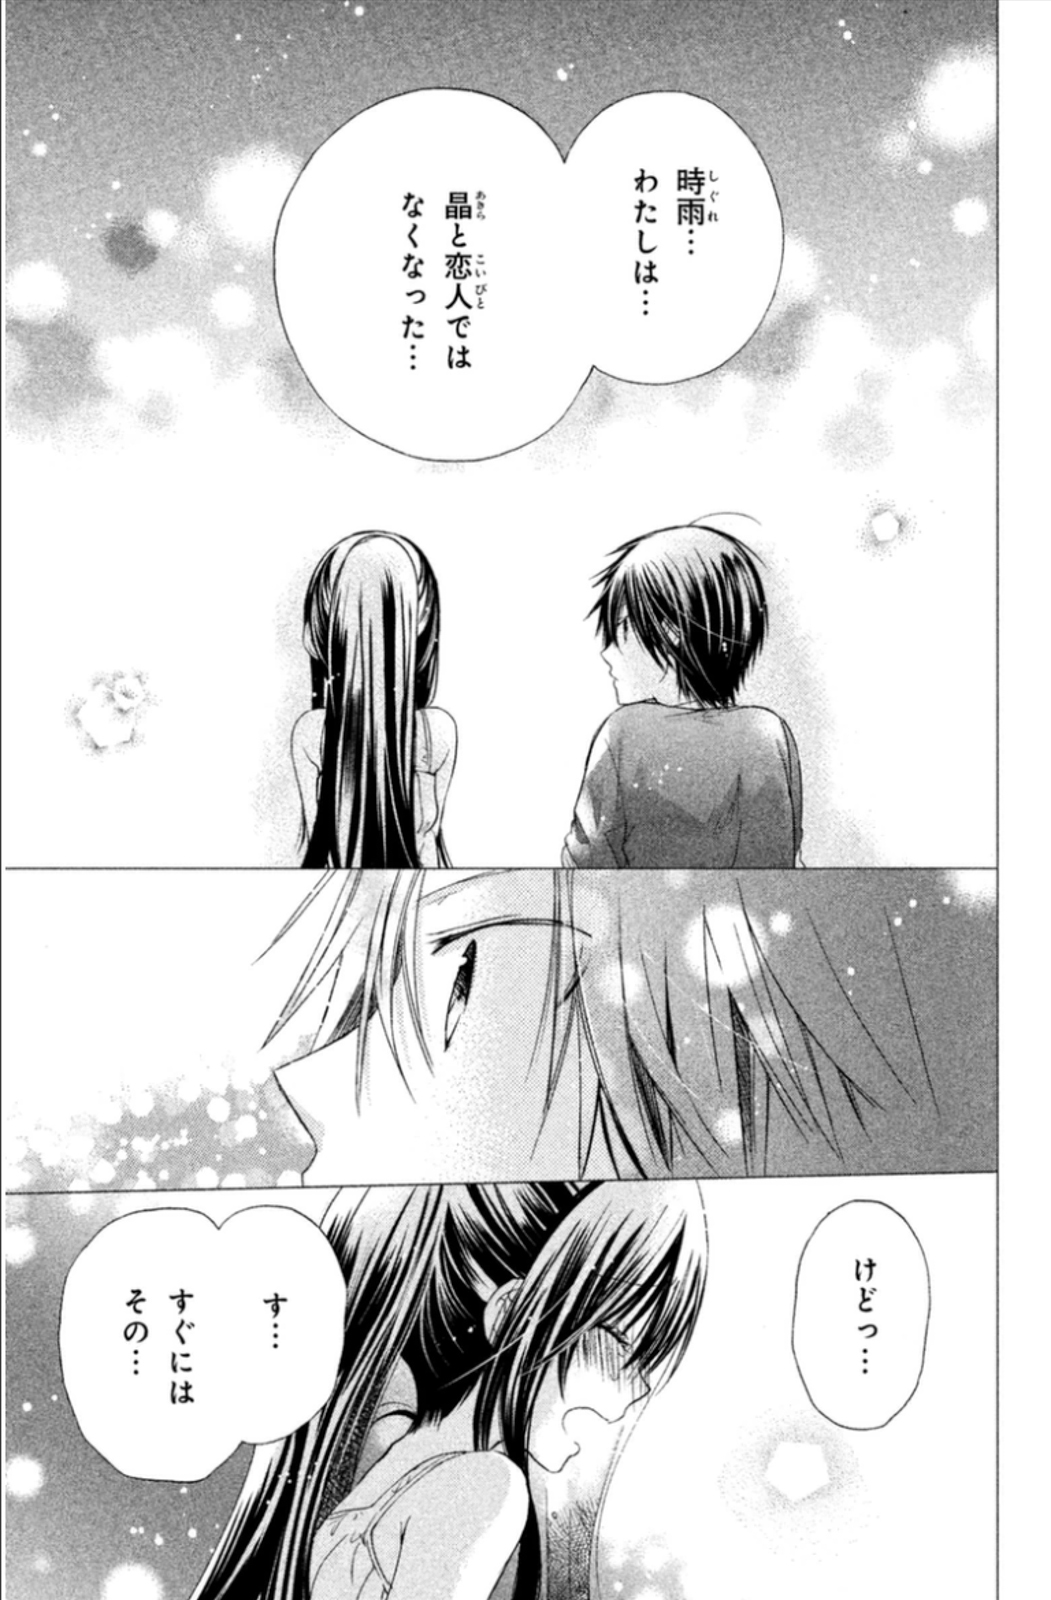 時雨…
わたしは…
晶と恋人では
なくなった…
けどっ…
す…
すぐには
その…